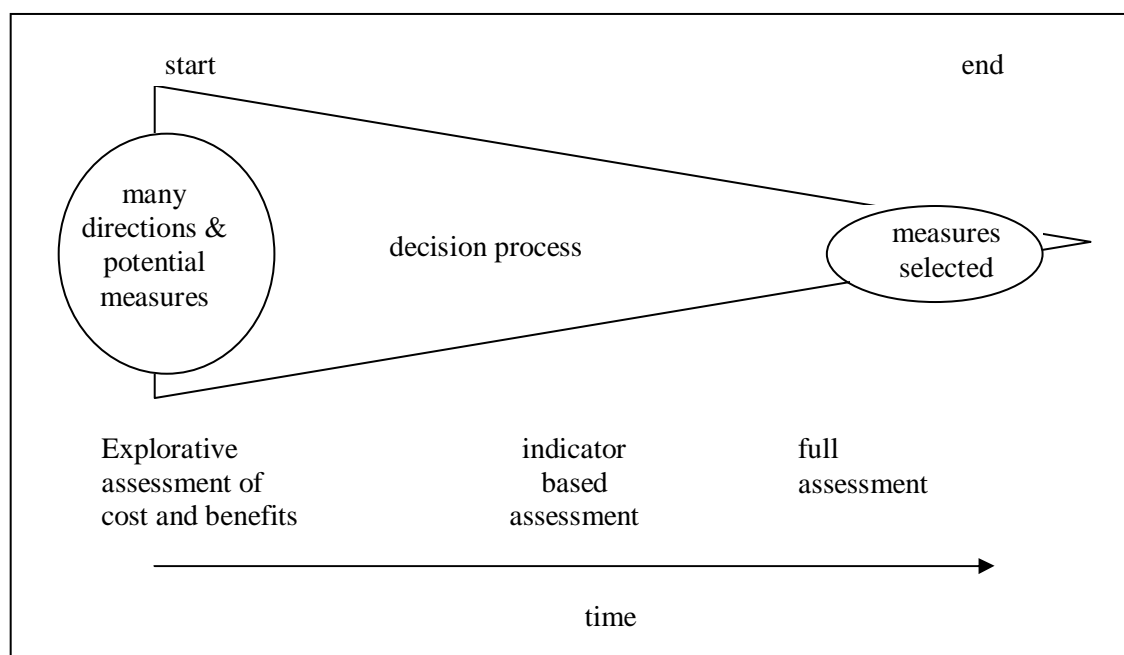 start
end
many
directions &
potential
measures
decision process
measures
selected
Explorative
assessment of
cost and benefits
indicator
based
assessment
full
assessment
time